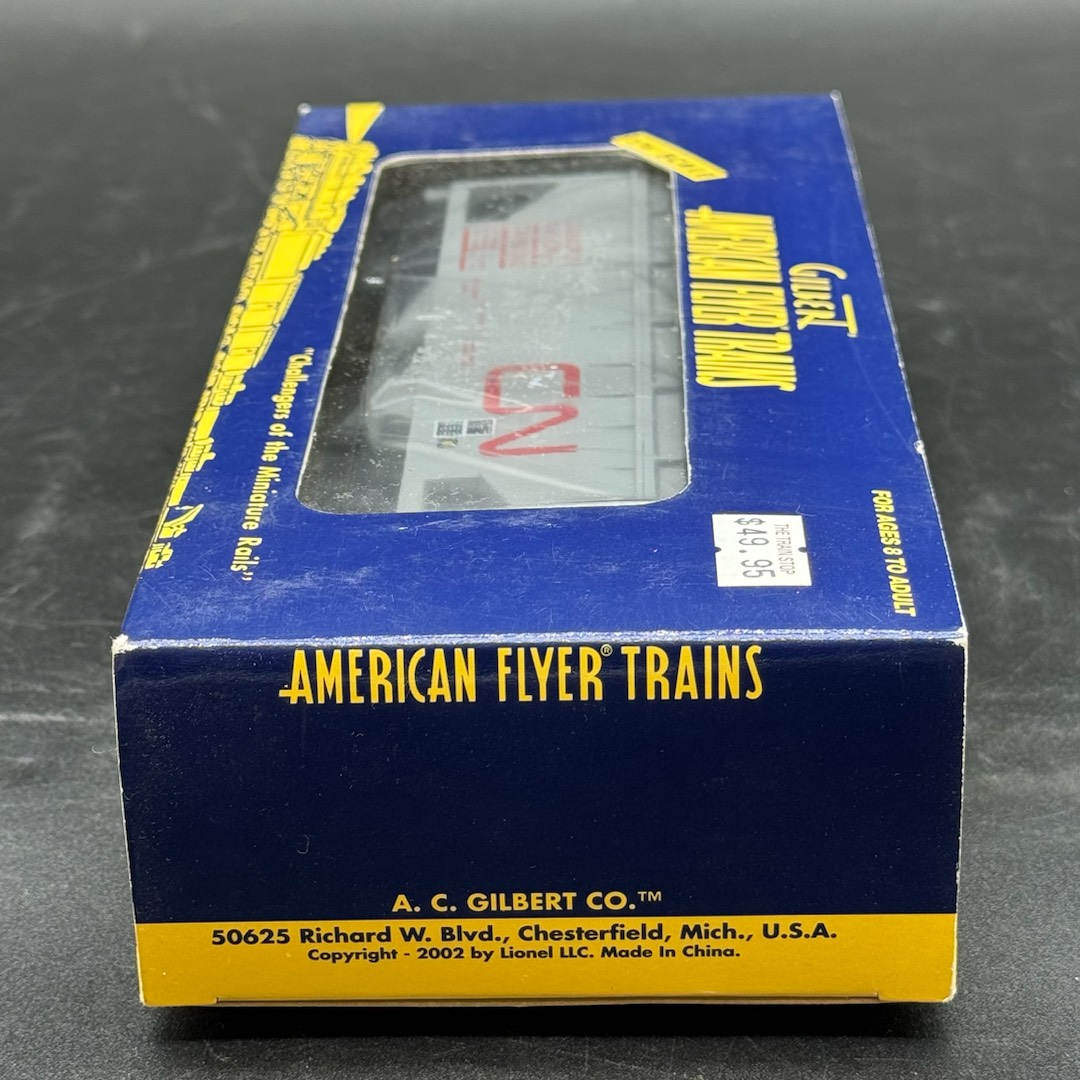 GILBERT
AMERICAN FLYER TRAINS
"Challengers of the Miniature Rails"
CN
THE TRAIN STOP
$49.95
FOR AGES 8 TO ADULT
AMERICAN FLYER® TRAINS
A. C. GILBERT CO.™
50625 Richard W. Blvd., Chesterfield, Mich., U.S.A.
Copyright - 2002 by Lionel LLC. Made In China.